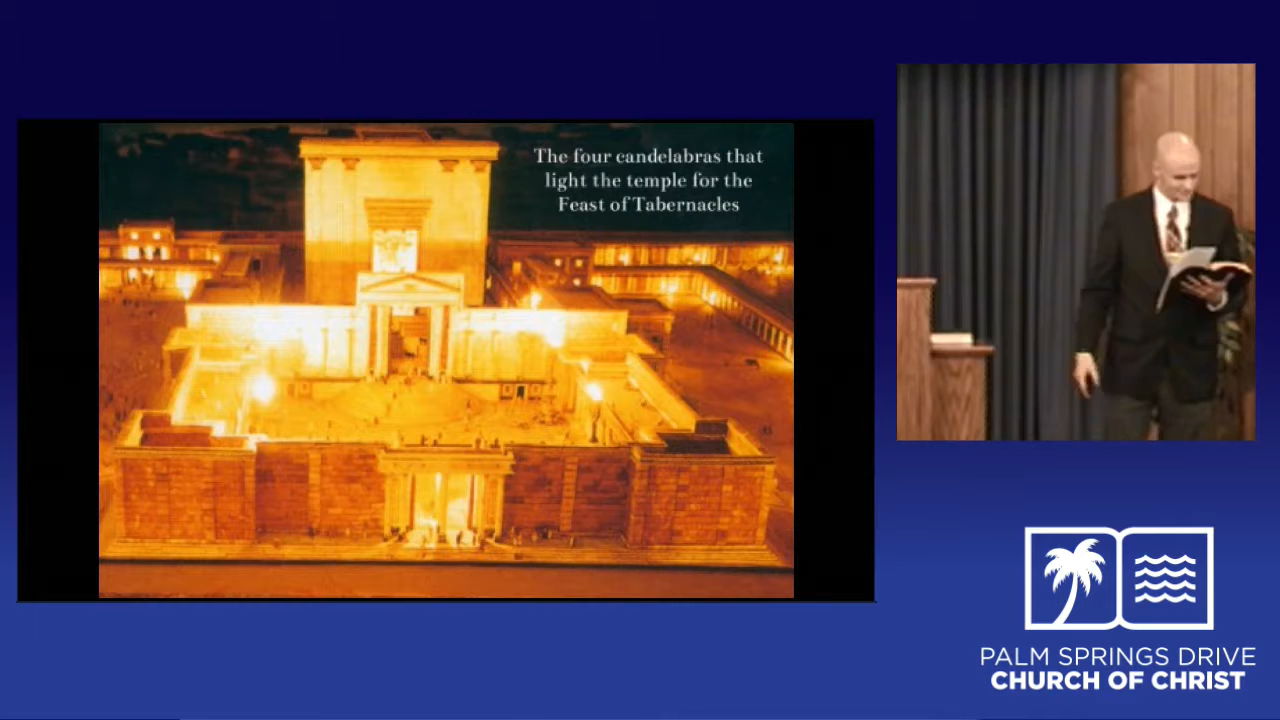 The four candelabras that
light the temple for the
Feast of Tabernacles
PALM SPRINGS DRIVE
CHURCH OF CHRIST